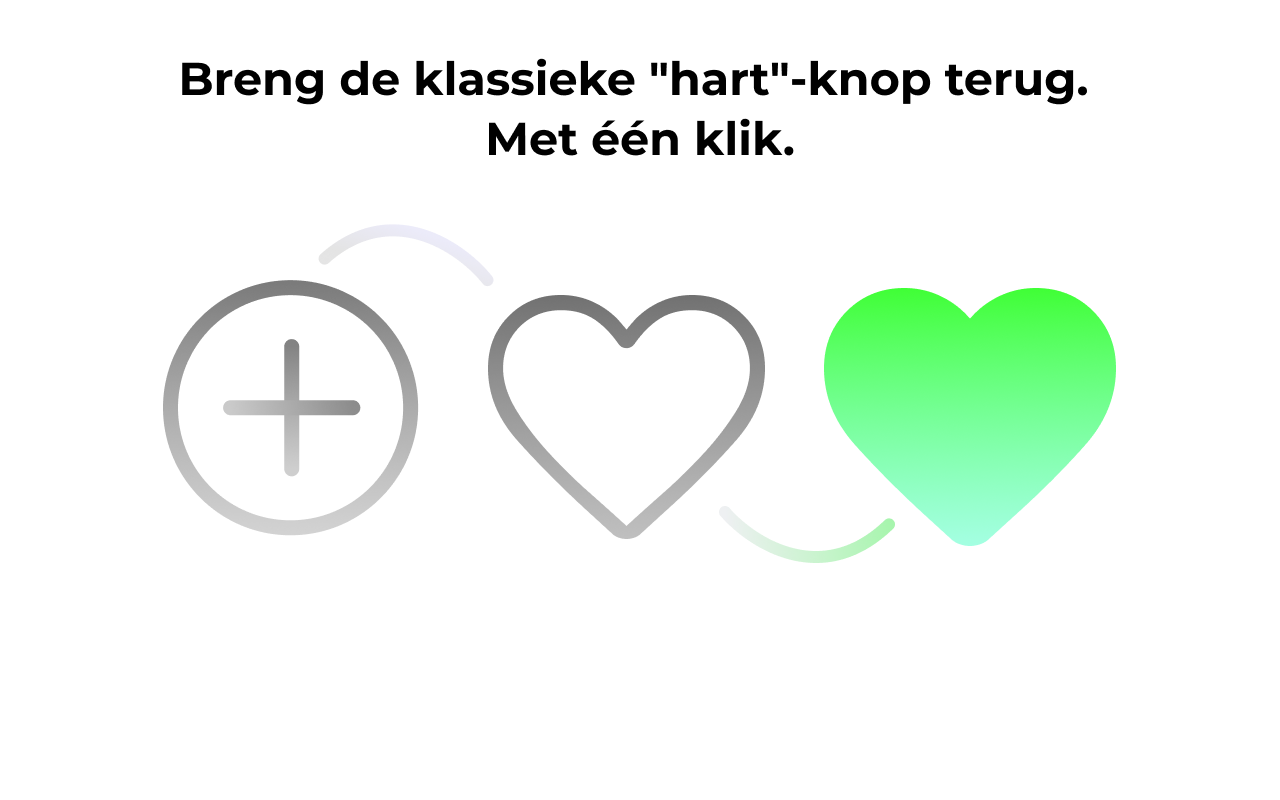 Breng de klassieke "hart"-knop terug.
Met één klik.